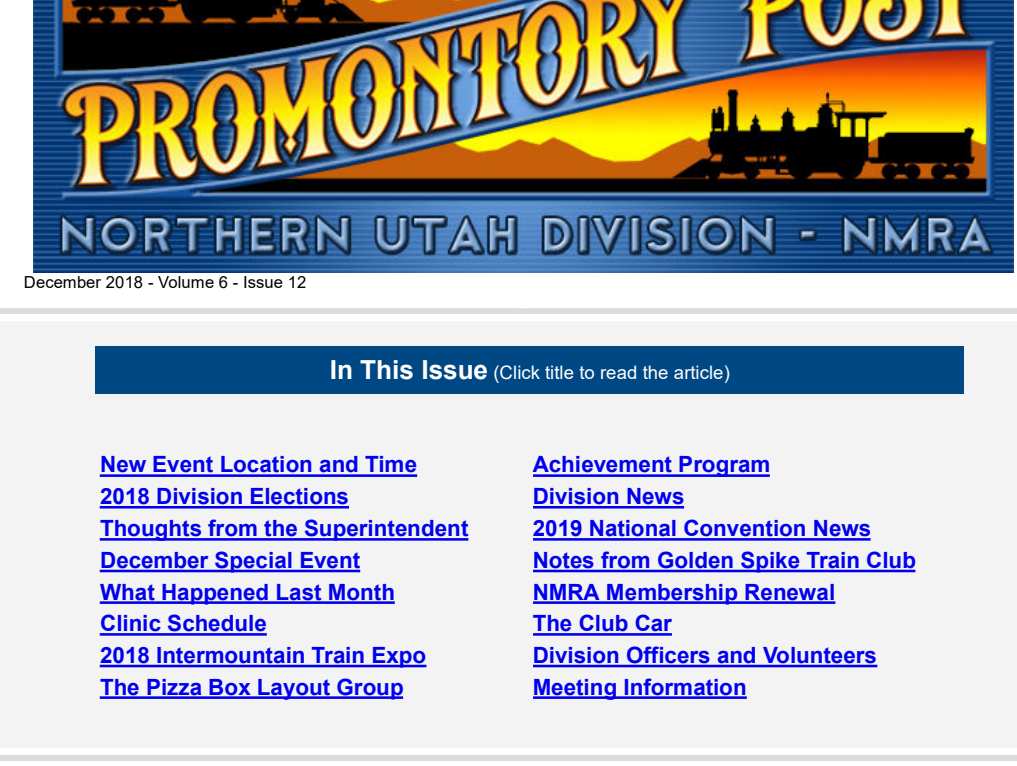 PROMONTORY POST
NORTHERN UTAH DIVISION - NMRA
December 2018 - Volume 6 - Issue 12
In This Issue (Click title to read the article)
New Event Location and Time
2018 Division Elections
Thoughts from the Superintendent
December Special Event
What Happened Last Month
Clinic Schedule
2018 Intermountain Train Expo
The Pizza Box Layout Group
Achievement Program
Division News
2019 National Convention News
Notes from Golden Spike Train Club
NMRA Membership Renewal
The Club Car
Division Officers and Volunteers
Meeting Information